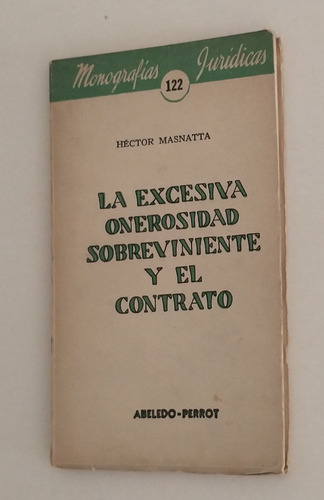 Monografías Jurídicas
122
HÉCTOR MASNATTA
LA EXCESIVA
ONEROSIDAD
SOBREVINIENTE
Y EL
CONTRATO
ABELEDO-PERROT